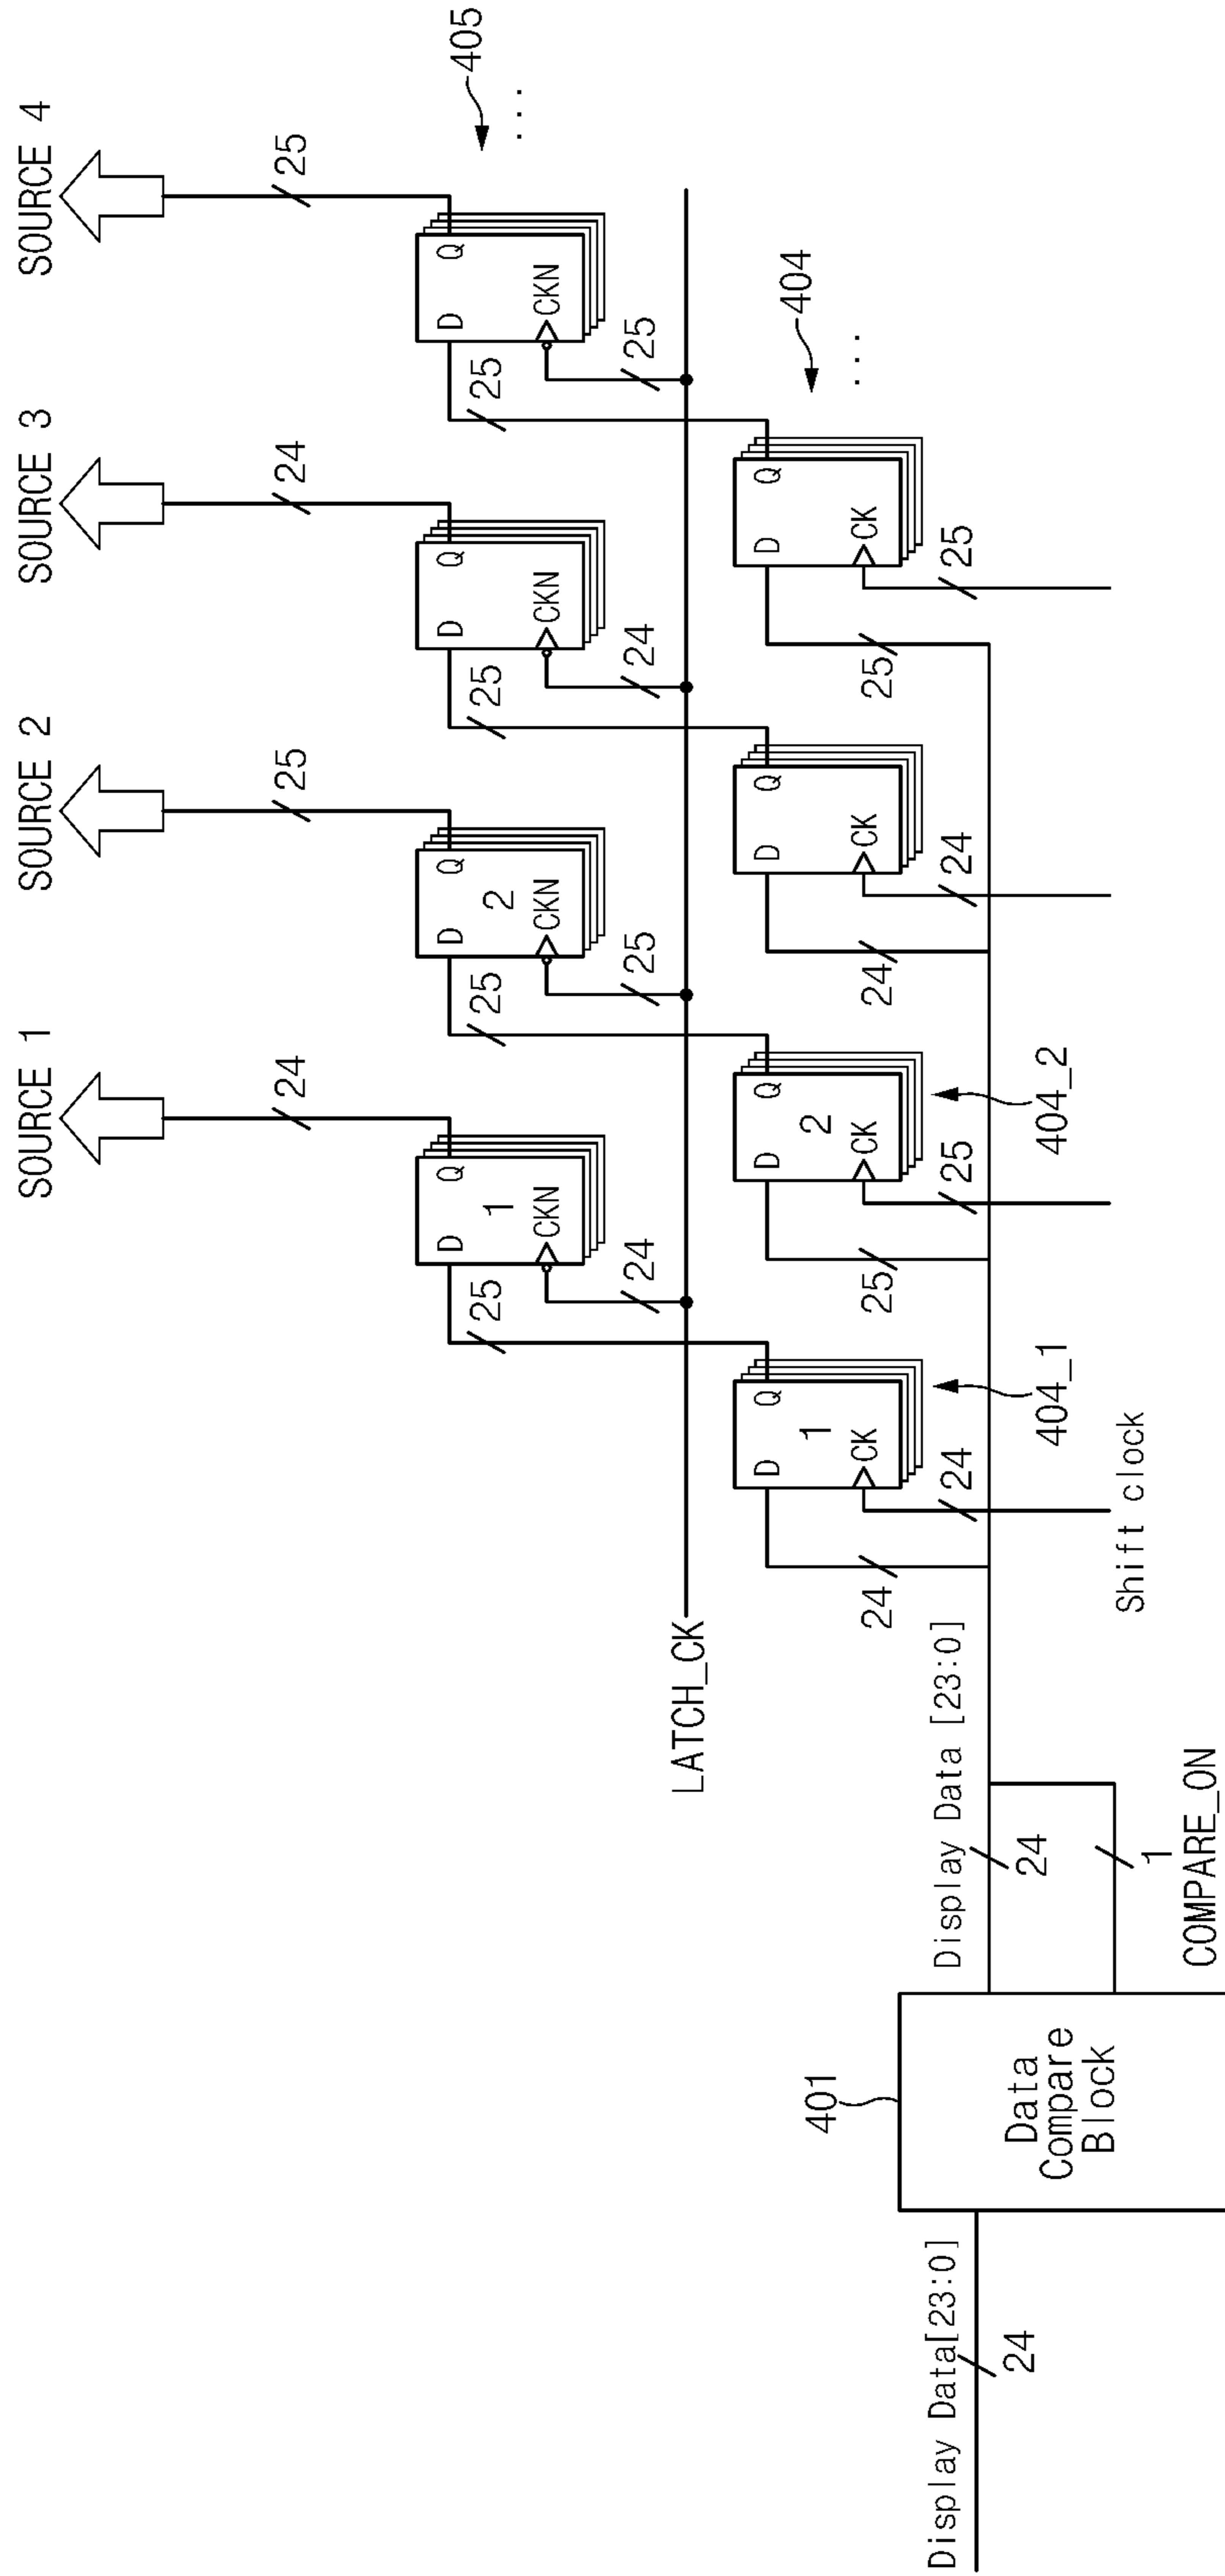 SOURCE 1
SOURCE 2
SOURCE 3
SOURCE 4
24
25
24
25
405
...
D
Q
1
CKN
D
Q
2
CKN
D
Q
CKN
D
Q
CKN
25
24
25
25
25
24
25
25
LATCH_CK
404
...
D
Q
1
CK
D
Q
2
CK
D
Q
CK
D
Q
CK
24
24
25
25
24
24
25
25
404_1
404_2
Shift clock
401
Display Data[23:0]
24
Data
Compare
Block
Display Data [23:0]
24
1
COMPARE_ON